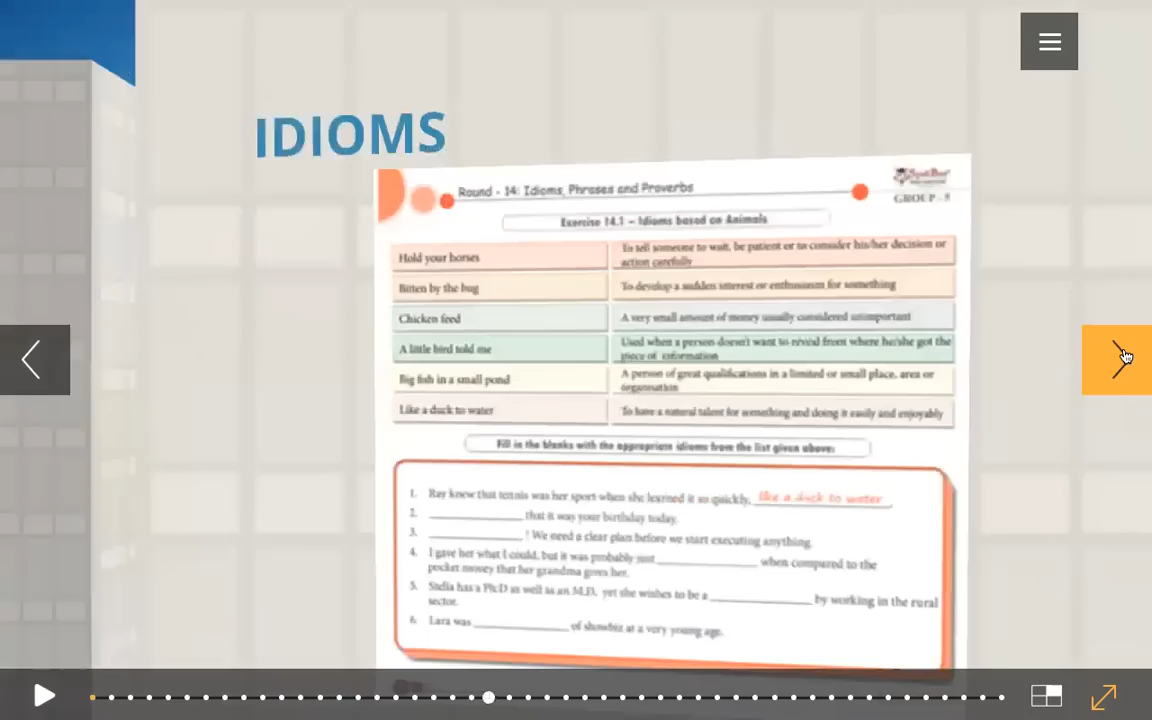 IDIOMS
Round - 14: Idioms, Phrases and Proverbs
GROUP - 8
Exercise 14.1 - Idioms based on Animals
Hold your horses
To tell someone to wait, be patient or to consider his/her decision or
action carefully
Bitten by the bug
To develop a sudden interest or enthusiasm for something
Chicken feed
A very small amount of money usually considered unimportant
A little bird told me
Used when a person doesn't want to reveal from where he/she got the
piece of information
Big fish in a small pond
A person of great qualifications in a limited or small place, area or
organisation
Like a duck to water
To have a natural talent for something and doing it easily and enjoyably
Fill in the blanks with the appropriate idioms from the list given above:
1. Ray knew that tennis was her sport when she learned it so quickly, like a duck to water.
2. ____________ that it was your birthday today.
3. ____________ ! We need a clear plan before we start executing anything.
4. I gave her what I could, but it was probably just ____________ when compared to the
pocket money that her grandma gives her.
5. Stella has a Ph.D as well as an M.D, yet she wishes to be a ____________ by working in the rural
sector.
6. Lara was ____________ of showbiz at a very young age.